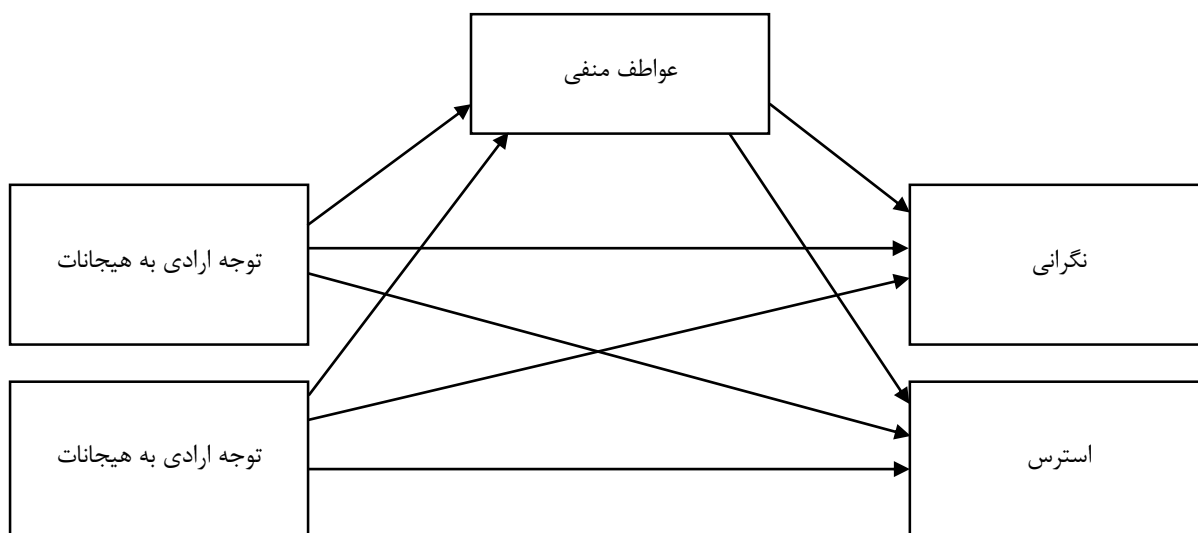 عواطف منفی
توجه ارادی به هیجانات
نگرانی
توجه ارادی به هیجانات
استرس